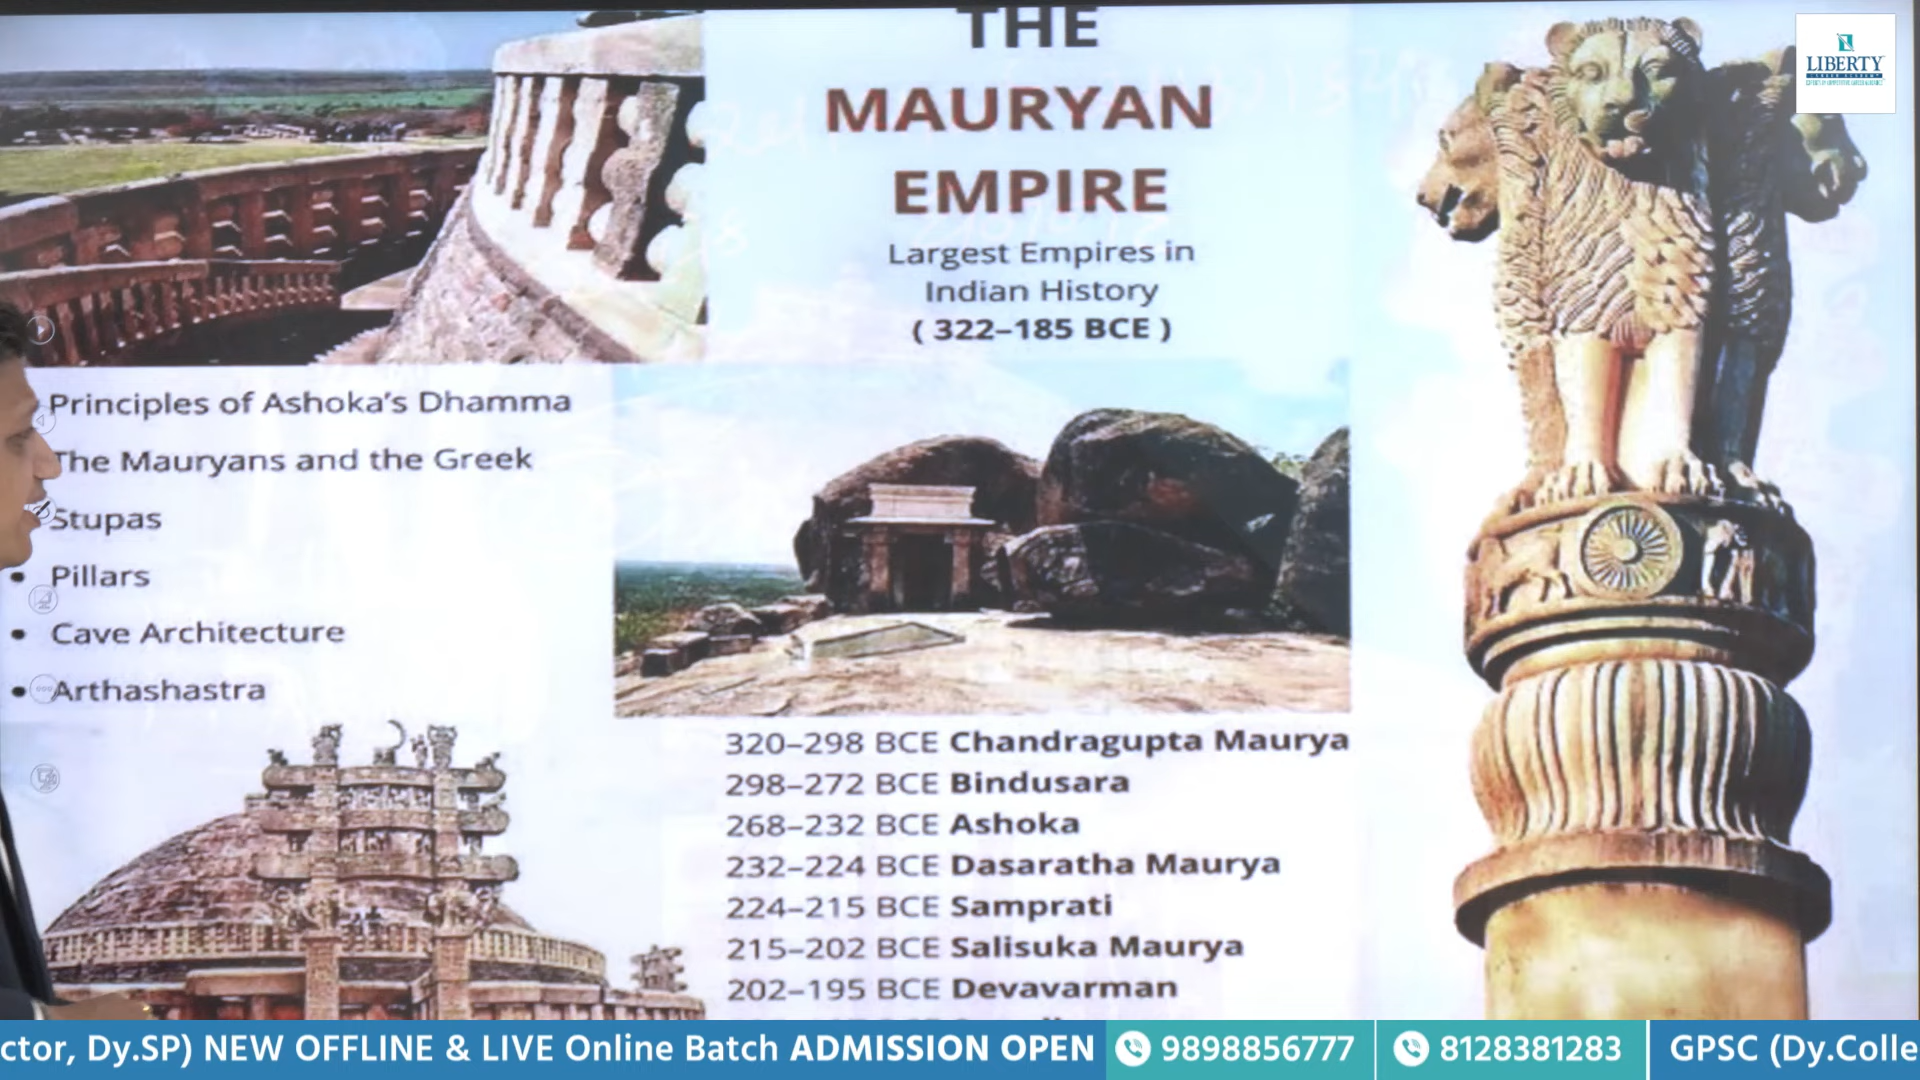 THE
MAURYAN
EMPIRE
Largest Empires in
Indian History
( 322–185 BCE )
LIBERTY
Principles of Ashoka's Dhamma
The Mauryans and the Greek
Stupas
• Pillars
• Cave Architecture
• Arthashastra
320–298 BCE Chandragupta Maurya
298–272 BCE Bindusara
268–232 BCE Ashoka
232–224 BCE Dasaratha Maurya
224–215 BCE Samprati
215–202 BCE Salisuka Maurya
202–195 BCE Devavarman
ctor, Dy.SP) NEW OFFLINE & LIVE Online Batch ADMISSION OPEN
9898856777
8128381283
GPSC (Dy.Colle